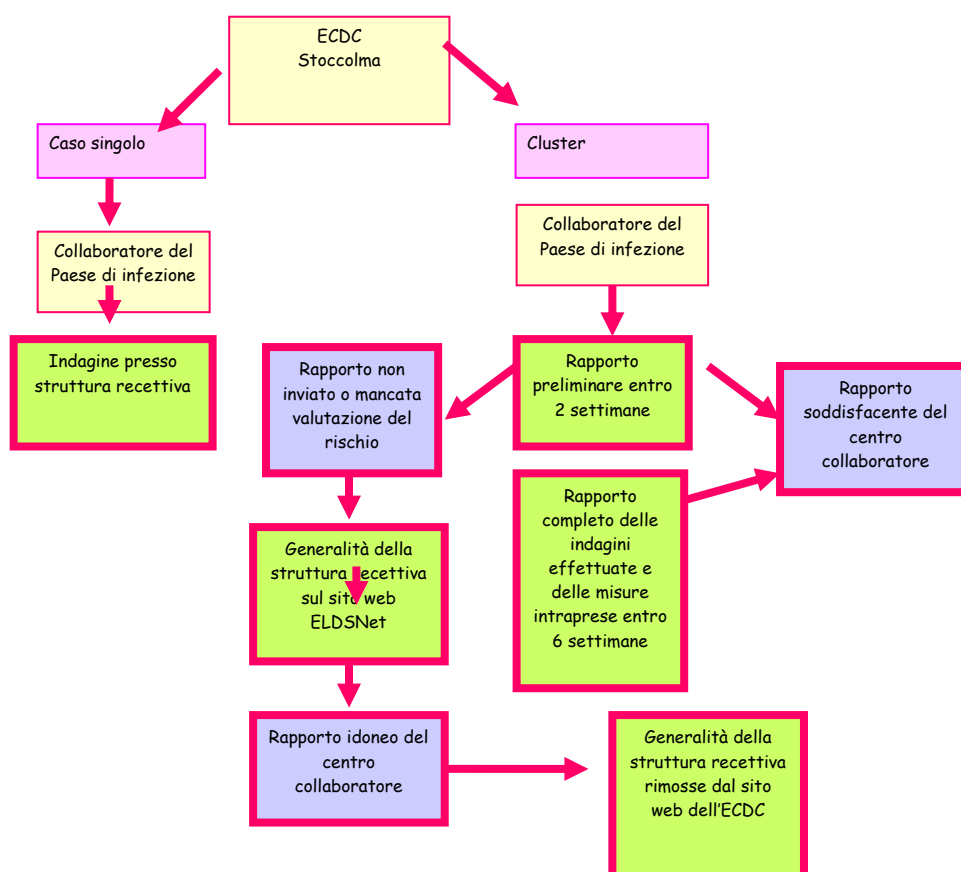 ECDC
Stoccolma
Caso singolo
Cluster
Collaboratore del
Paese di infezione
Collaboratore del
Paese di infezione
Indagine presso
struttura recettiva
Rapporto non
inviato o mancata
valutazione del
rischio
Rapporto
preliminare entro
2 settimane
Rapporto
soddisfacente del
centro
collaboratore
Rapporto
completo delle
indagini
effettuate e
delle misure
intraprese entro
6 settimane
Generalità della
struttura recettiva
sul sito web
ELDSNet
Rapporto idoneo del
centro
collaboratore
Generalità della
struttura recettiva
rimosse dal sito
web dell'ECDC